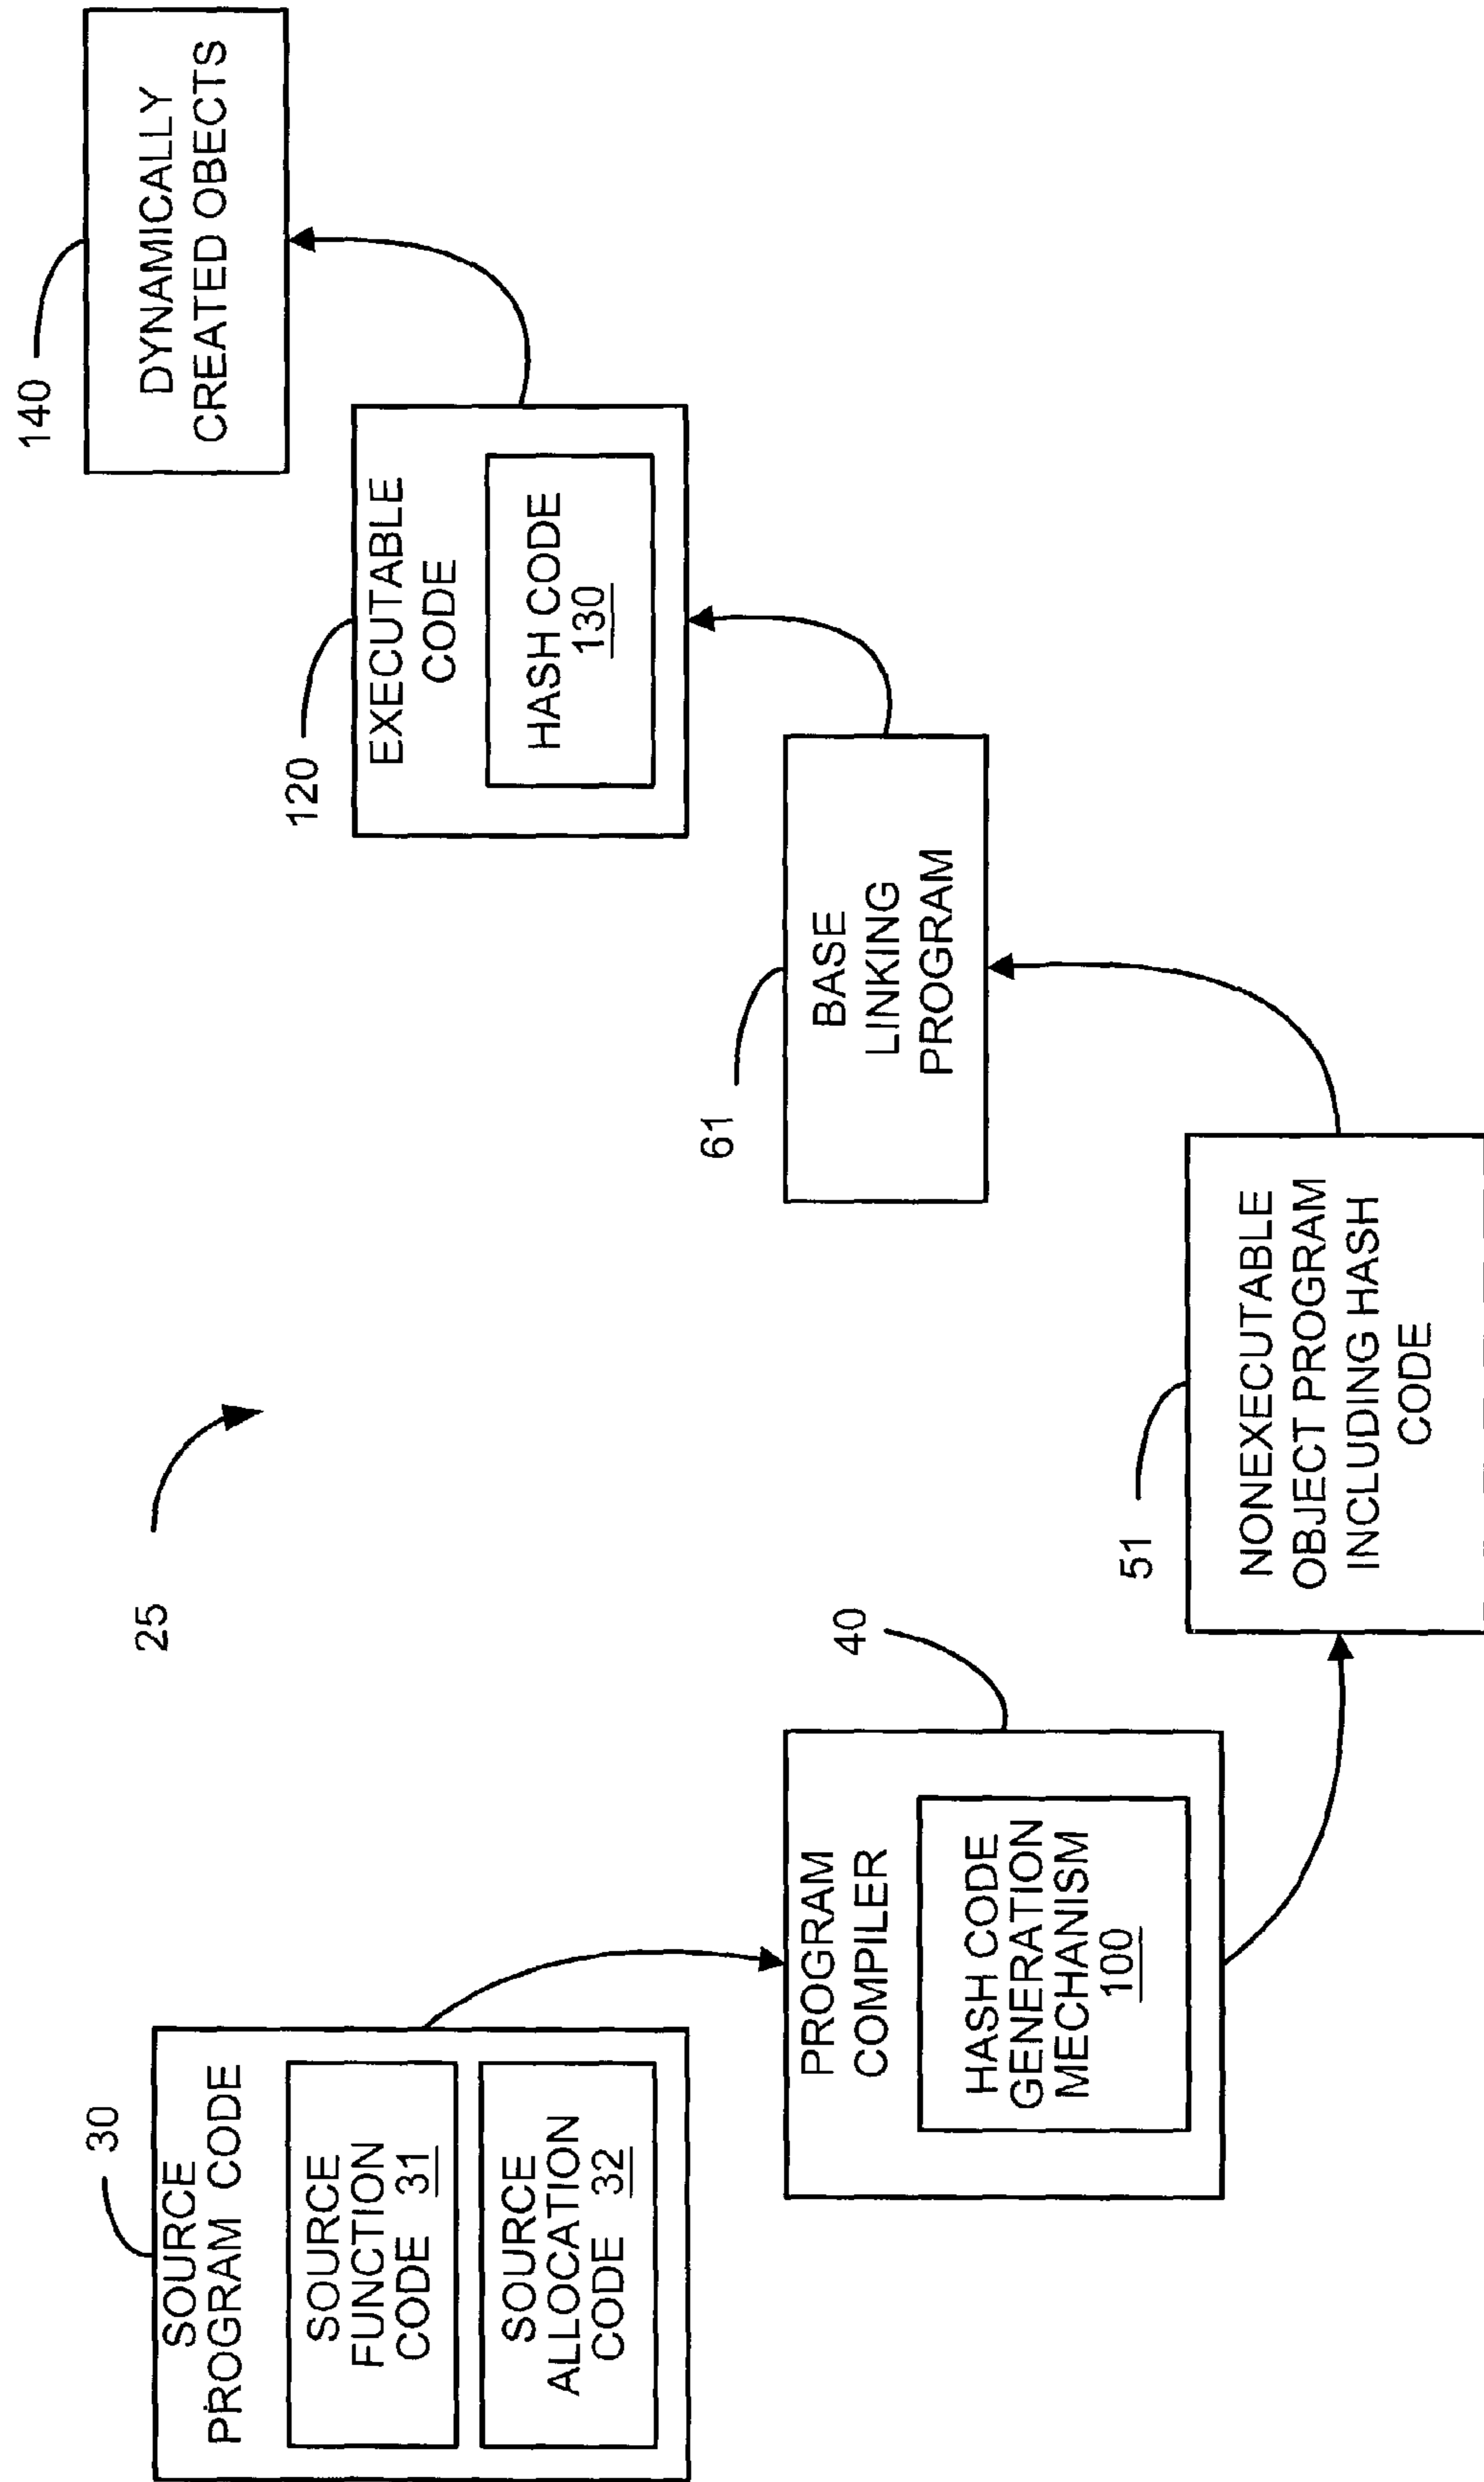 25
30
SOURCE
PROGRAM CODE
SOURCE
FUNCTION
CODE 31
SOURCE
ALLOCATION
CODE 32
40
PROGRAM
COMPILER
HASH CODE
GENERATION
MECHANISM
100
51
NONEXECUTABLE
OBJECT PROGRAM
INCLUDING HASH
CODE
61
BASE
LINKING
PROGRAM
120
EXECUTABLE
CODE
HASH CODE
130
140
DYNAMICALLY
CREATED OBECTS